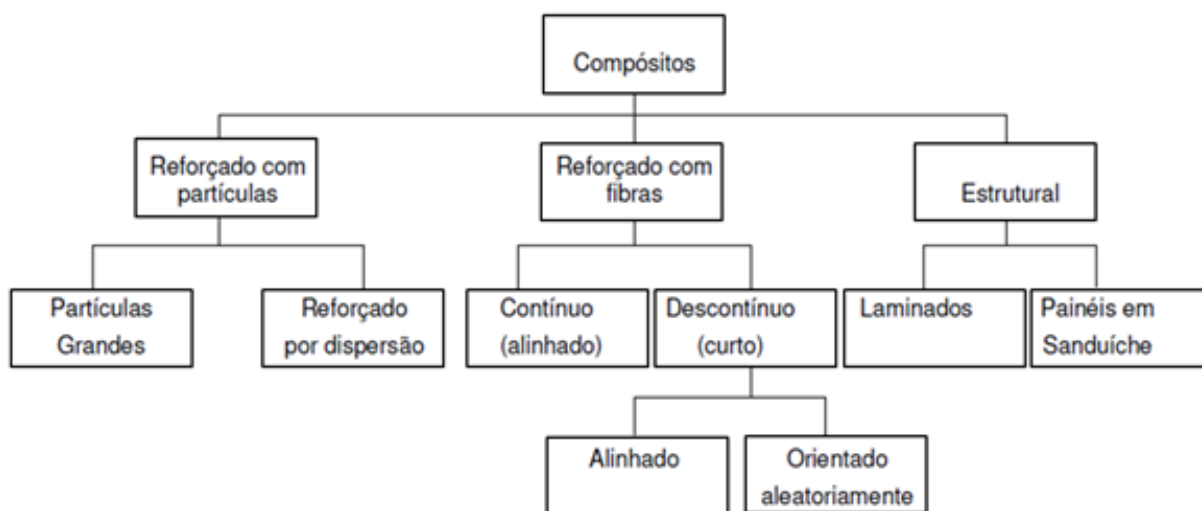 Compósitos
Reforçado com
partículas
Reforçado com
fibras
Estrutural
Partículas
Grandes
Reforçado
por dispersão
Contínuo
(alinhado)
Descontínuo
(curto)
Laminados
Painéis em
Sanduíche
Alinhado
Orientado
aleatoriamente